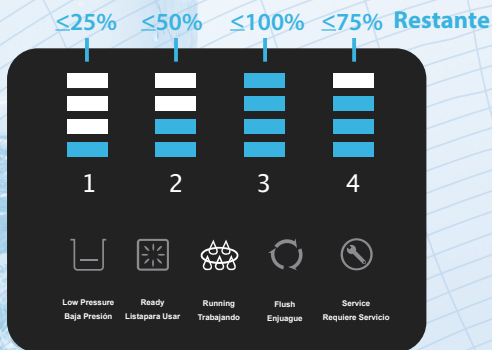 ≤25% ≤50% ≤100% ≤75% Restante
1 2 3 4
Low Pressure Ready Running Flush Service
Baja Presión Listapara Usar Trabajando Enjuague Requiere Servicio